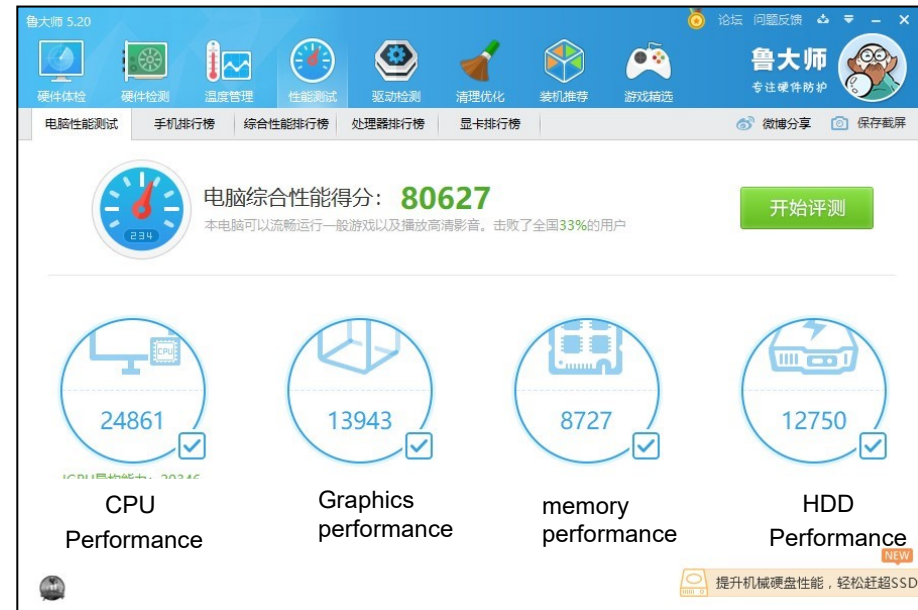 鲁大师 5.20
论坛 问题反馈
硬件体检 硬件检测 温度管理 性能测试 驱动检测 清理优化 装机推荐 游戏精选
鲁大师
专注硬件防护
电脑性能测试 手机排行榜 综合性能排行榜 处理器排行榜 显卡排行榜 微博分享 保存截屏
电脑综合性能得分: 80627
本电脑可以流畅运行一般游戏以及播放高清影音。击败了全国33%的用户
开始评测
234
CPU
24861 13943 8727 12750
CPU
Performance
Graphics
performance
memory
performance
HDD
Performance
NEW
提升机械硬盘性能，轻松赶超SSD